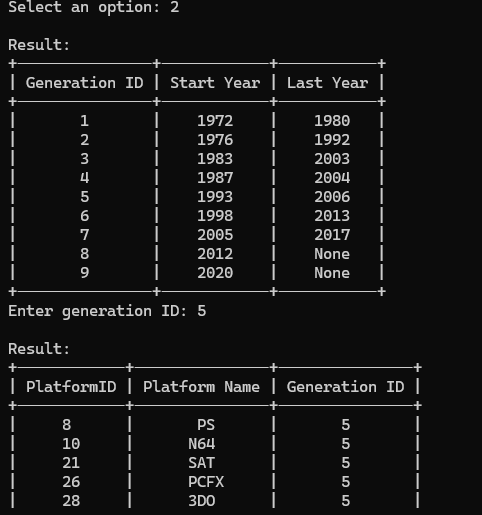 Select an option: 2
Result:
| Generation ID | Start Year | Last Year |
| 1 | 1972 | 1980 |
| 2 | 1976 | 1992 |
| 3 | 1983 | 2003 |
| 4 | 1987 | 2004 |
| 5 | 1993 | 2006 |
| 6 | 1998 | 2013 |
| 7 | 2005 | 2017 |
| 8 | 2012 | None |
| 9 | 2020 | None |
Enter generation ID: 5
Result:
| PlatformID | Platform Name | Generation ID |
| 8 | PS | 5 |
| 10 | N64 | 5 |
| 21 | SAT | 5 |
| 26 | PCFX | 5 |
| 28 | 3DO | 5 |